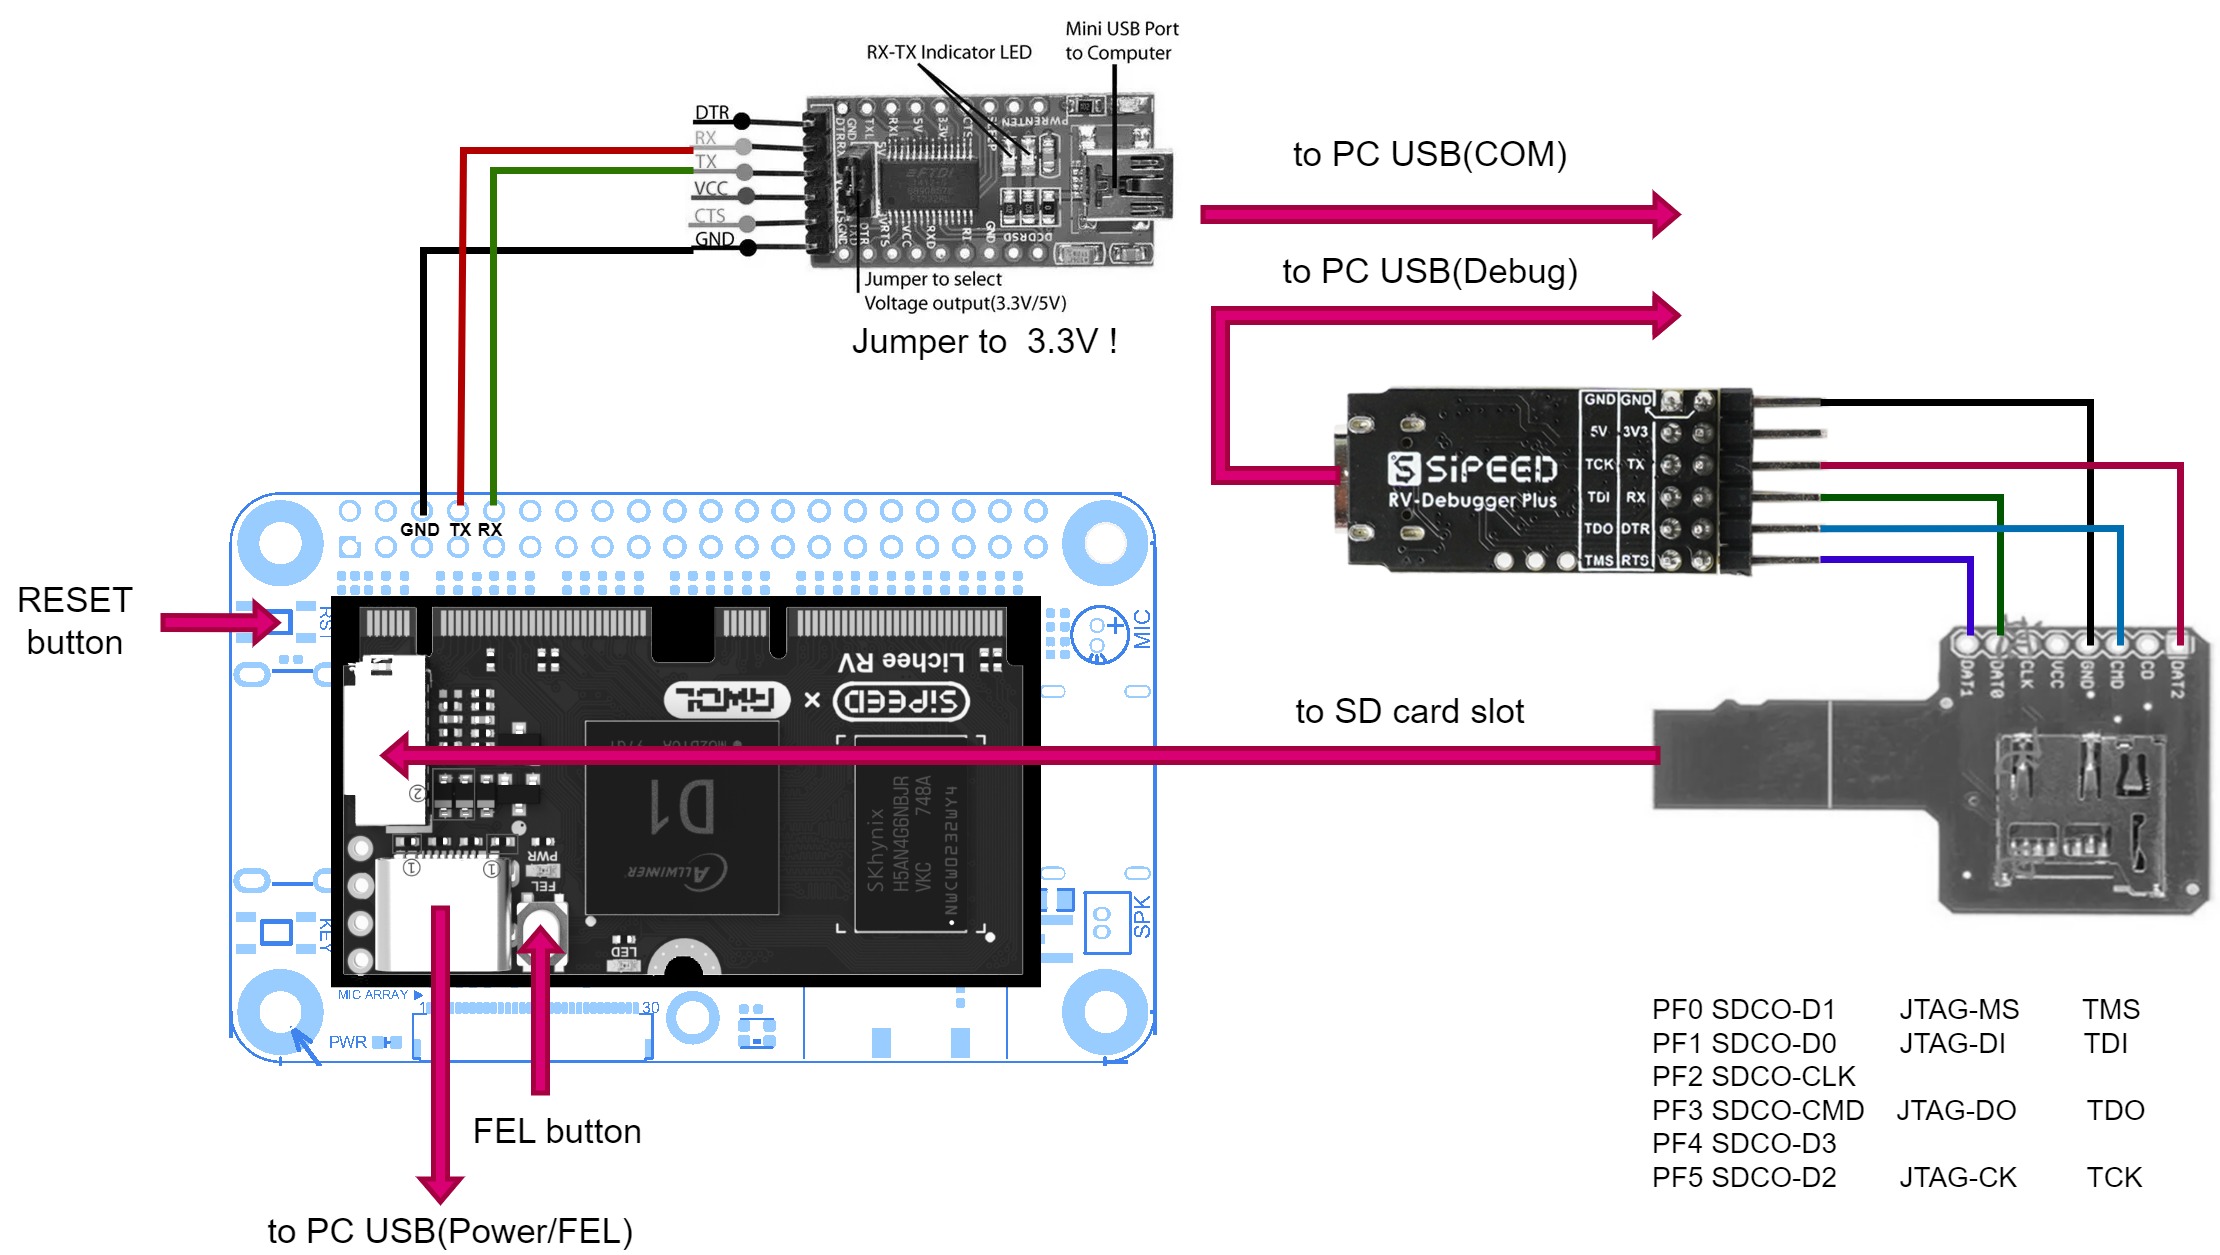 Mini USB Port
to Computer
RX-TX Indicator LED
DTR
RX
TX
VCC
CTS
GND
Jumper to select
Voltage output(3.3V/5V)
Jumper to 3.3V !
to PC USB(COM)
to PC USB(Debug)
GND GND
5V 3V3
TCK TX
TDI RX
TDO DTR
TMS RTS
SiPEED
RV-Debugger Plus
GND TX RX
RESET
button
RST
MIC
Lichee RV
SiPEED x RWCL
D1
ALLWINNER
SKhynix
H5AN4G6NBJR
VKC 748A
NWCW0232WY4
PWR
FEL
LED
KEY
SPK
MIC ARRAY
1 30
PWR
to SD card slot
DAT1
DAT0
CLK
VCC
GND
CMD
CD
DAT2
FEL button
to PC USB(Power/FEL)
PF0 SDCO-D1 JTAG-MS TMS
PF1 SDCO-D0 JTAG-DI TDI
PF2 SDCO-CLK
PF3 SDCO-CMD JTAG-DO TDO
PF4 SDCO-D3
PF5 SDCO-D2 JTAG-CK TCK